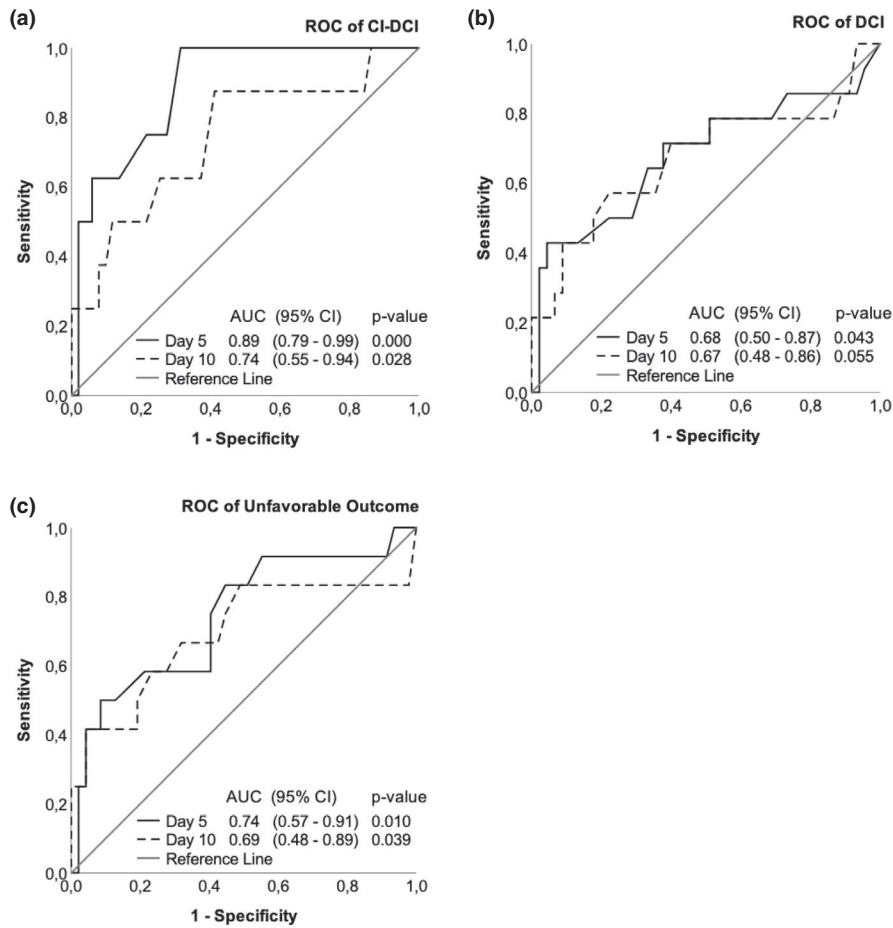 (a)
ROC of CI-DCI
1,0
0,8
0,6
0,4
0,2
0,0
Sensitivity
AUC (95% CI) p-value
Day 5 0.89 (0.79 - 0.99) 0.000
Day 10 0.74 (0.55 - 0.94) 0.028
Reference Line
0,0 0,2 0,4 0,6 0,8 1,0
1 - Specificity
(b)
ROC of DCI
1,0
0,8
0,6
0,4
0,2
0,0
Sensitivity
AUC (95% CI) p-value
Day 5 0.68 (0.50 - 0.87) 0.043
Day 10 0.67 (0.48 - 0.86) 0.055
Reference Line
0,0 0,2 0,4 0,6 0,8 1,0
1 - Specificity
(c)
ROC of Unfavorable Outcome
1,0
0,8
0,6
0,4
0,2
0,0
Sensitivity
AUC (95% CI) p-value
Day 5 0.74 (0.57 - 0.91) 0.010
Day 10 0.69 (0.48 - 0.89) 0.039
Reference Line
0,0 0,2 0,4 0,6 0,8 1,0
1 - Specificity